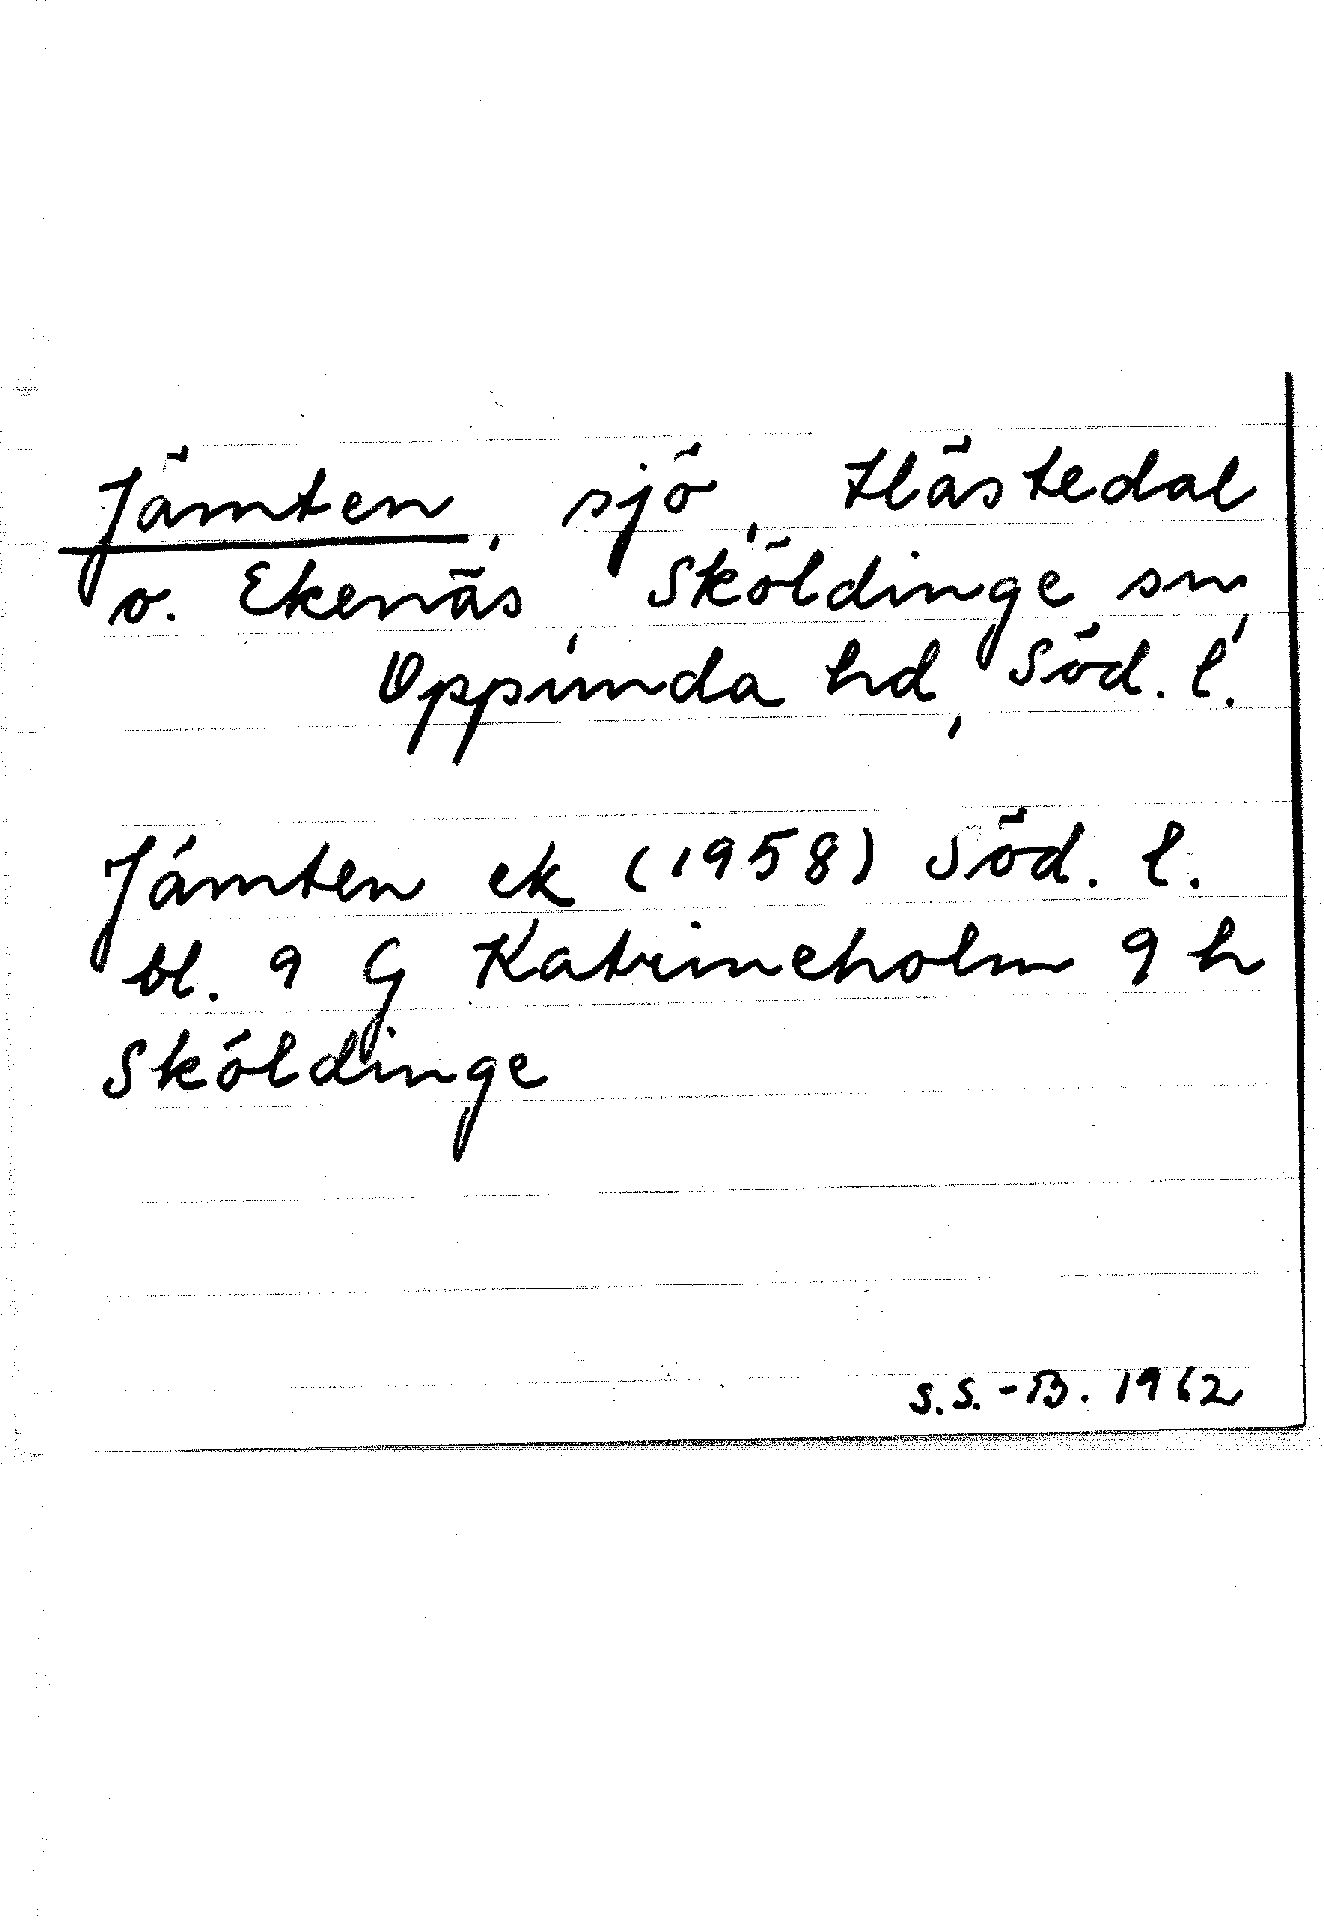 Jämten, sjö, Hästedal
o. Ekenäs, Sköldinge sn,
Oppunda hd, Söd. l.
Jämten ek (1958) Söd. l.
bl. 9 G Katrineholm 9 h
Sköldinge
S.S.-B. 1962